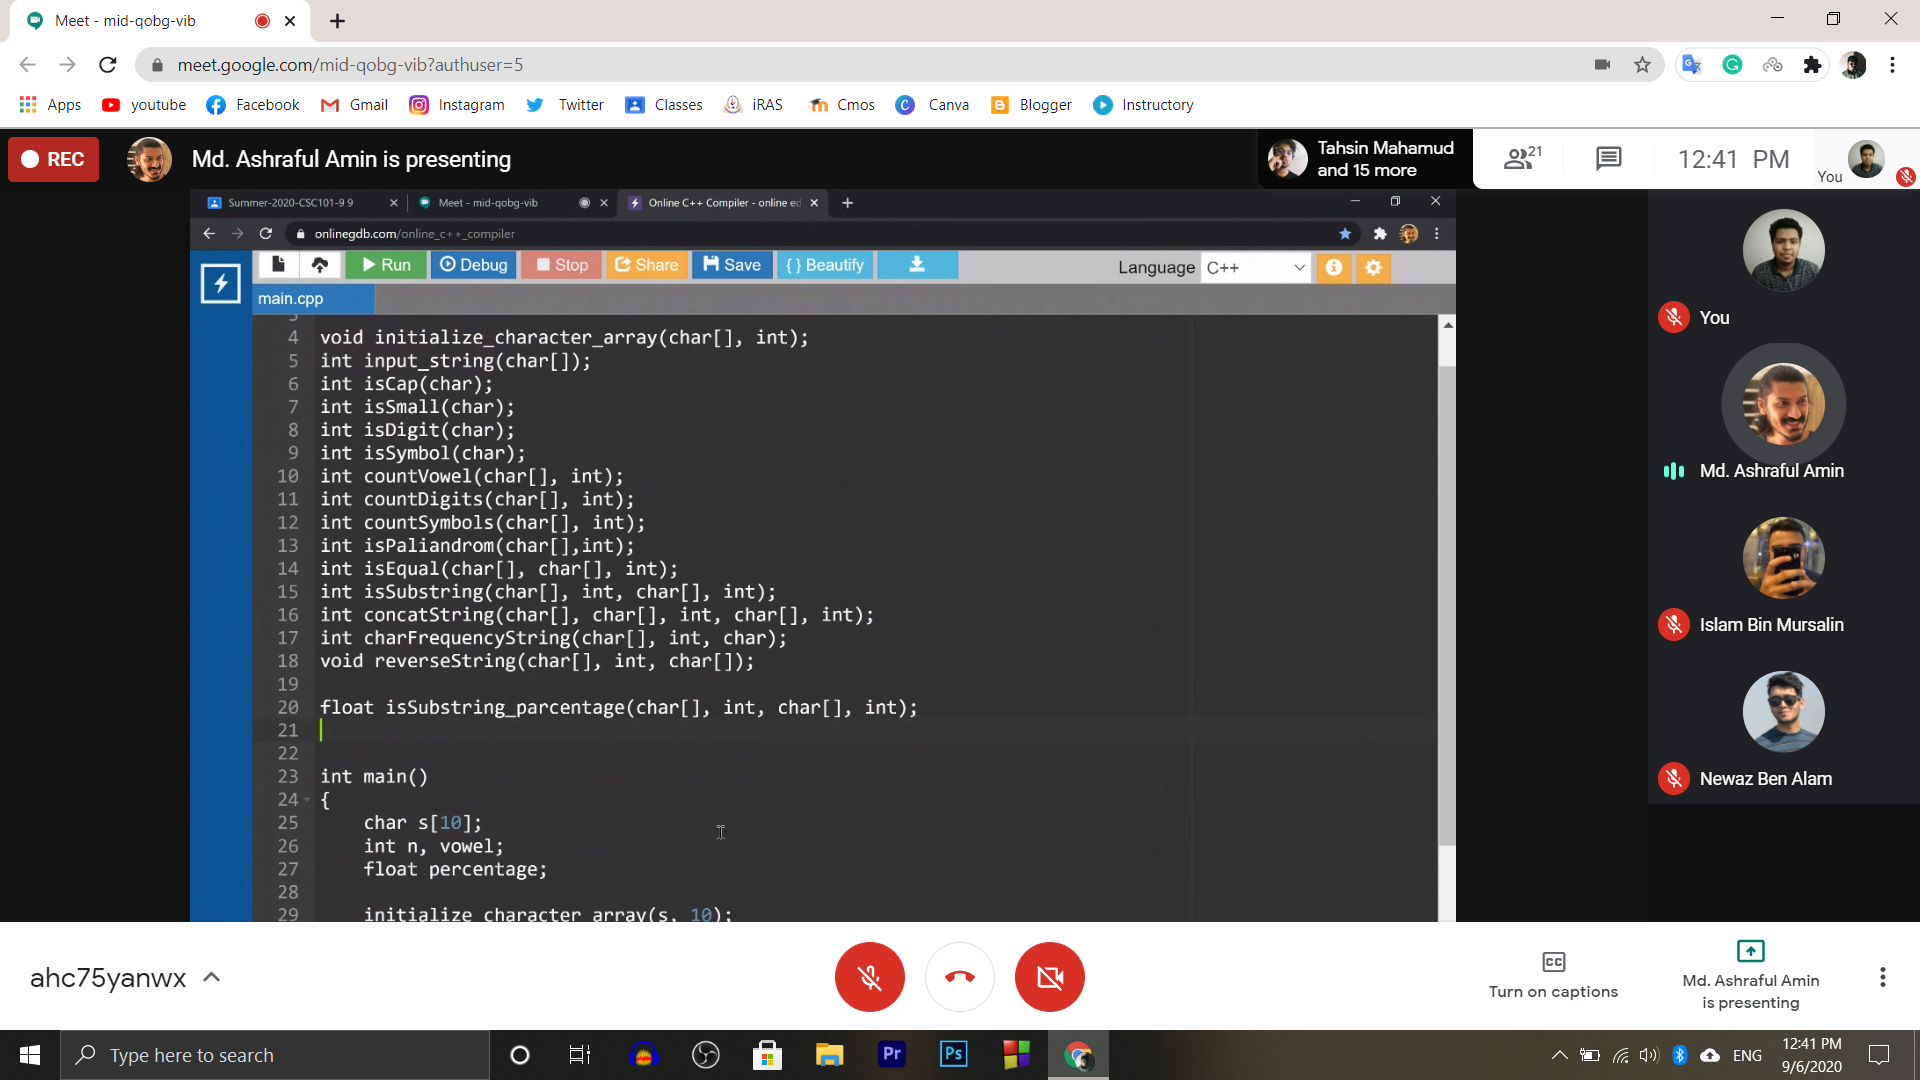 Meet - mid-qobg-vib
meet.google.com/mid-qobg-vib?authuser=5
Apps youtube Facebook Gmail Instagram Twitter Classes iRAS Cmos Canva Blogger Instructory
REC Md. Ashraful Amin is presenting
Tahsin Mahamud
and 15 more
21
12:41 PM
You
Summer-2020-CSC101-9 9 Meet - mid-qobg-vib Online C++ Compiler - online ed
onlinegdb.com/online_c++_compiler
Run Debug Stop Share Save {} Beautify Language C++
main.cpp
3
4 void initialize_character_array(char[], int);
5 int input_string(char[]);
6 int isCap(char);
7 int isSmall(char);
8 int isDigit(char);
9 int isSymbol(char);
10 int countVowel(char[], int);
11 int countDigits(char[], int);
12 int countSymbols(char[], int);
13 int isPaliandrom(char[],int);
14 int isEqual(char[], char[], int);
15 int isSubstring(char[], int, char[], int);
16 int concatString(char[], char[], int, char[], int);
17 int charFrequencyString(char[], int, char);
18 void reverseString(char[], int, char[]);
19
20 float isSubstring_parcentage(char[], int, char[], int);
21
22
23 int main()
24 {
25 char s[10];
26 int n, vowel;
27 float percentage;
28
29 initialize_character_array(s, 10);
You
Md. Ashraful Amin
Islam Bin Mursalin
Newaz Ben Alam
ahc75yanwx
CC
Turn on captions
Md. Ashraful Amin
is presenting
Type here to search
Pr
Ps
ENG
12:41 PM
9/6/2020